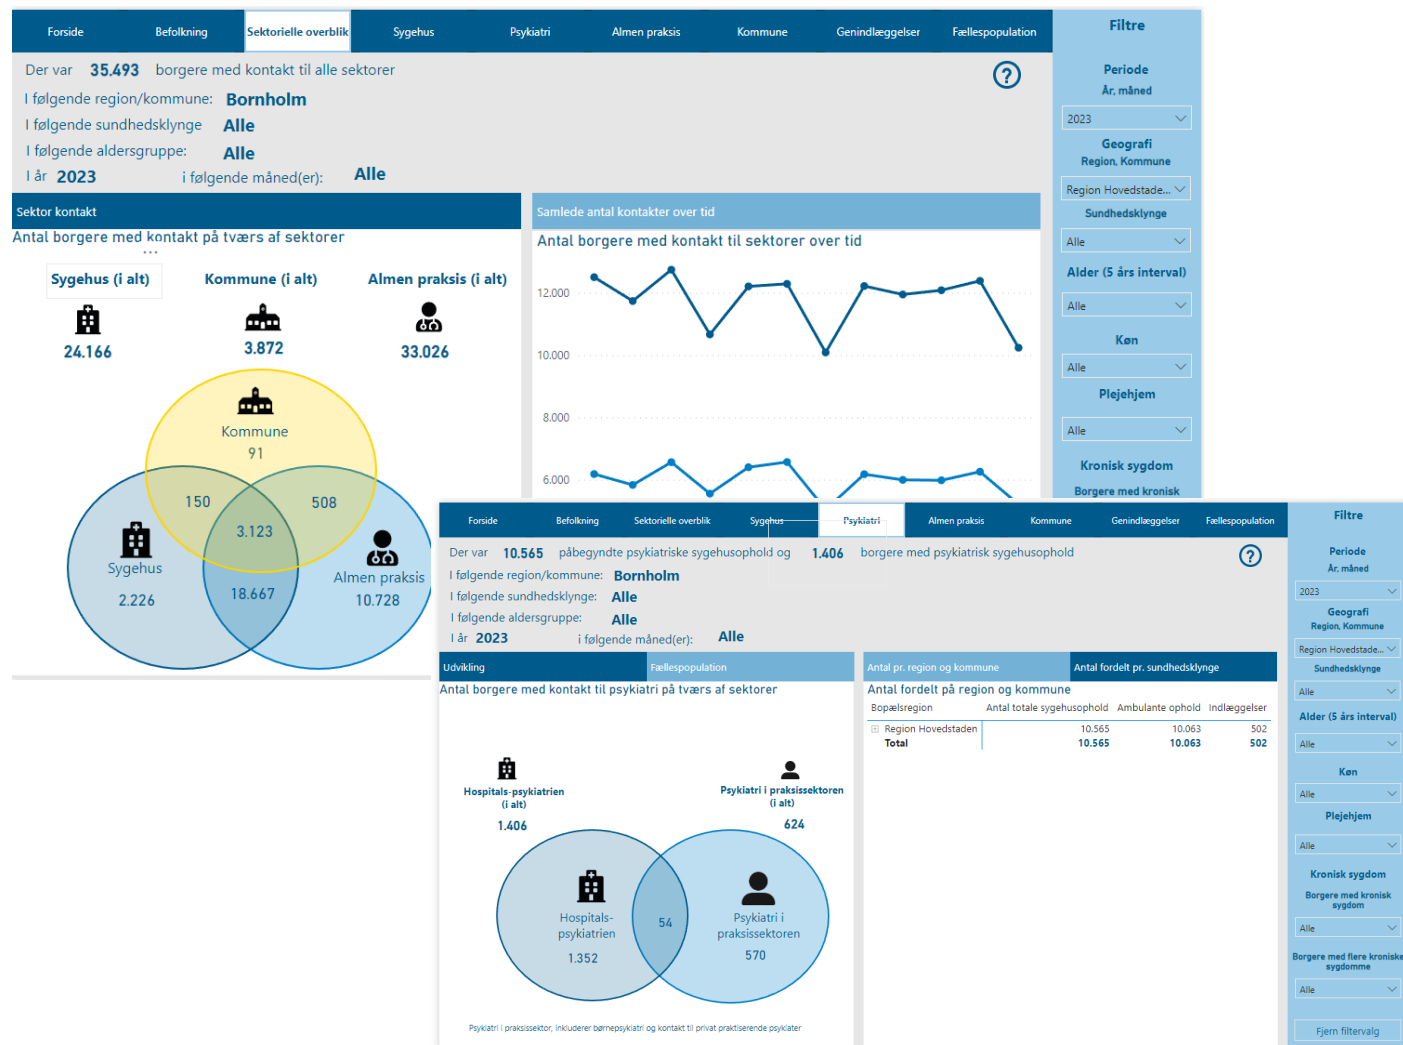 Forside Befolkning Sektorielle overblik Sygehus Psykiatri Almen praksis Kommune Genindlæggelser Fællespopulation
Der var 35.493 borgere med kontakt til alle sektorer
I følgende region/kommune: Bornholm
I følgende sundhedsklynge Alle
I følgende aldersgruppe: Alle
I år 2023 i følgende måned(er): Alle
?
Filtre
Periode
År, måned
2023
Geografi
Region, Kommune
Region Hovedstade...
Sundhedsklynge
Alle
Alder (5 års interval)
Alle
Køn
Alle
Plejehjem
Alle
Kronisk sygdom
Borgere med kronisk
Sektor kontakt
Antal borgere med kontakt på tværs af sektorer
...
Sygehus (i alt) Kommune (i alt) Almen praksis (i alt)
24.166 3.872 33.026
Kommune
91
150 508
3.123
Sygehus
2.226
18.667
Almen praksis
10.728
Samlede antal kontakter over tid
Antal borgere med kontakt til sektorer over tid
12.000
10.000
8.000
6.000
Forside Befolkning Sektorielle overblik Sygehus Psykiatri Almen praksis Kommune Genindlæggelser Fællespopulation
Der var 10.565 påbegyndte psykiatriske sygehusophold og 1.406 borgere med psykiatrisk sygehusophold
I følgende region/kommune: Bornholm
I følgende sundhedsklynge: Alle
I følgende aldersgruppe: Alle
I år 2023 i følgende måned(er): Alle
?
Udvikling Fællespopulation
Antal borgere med kontakt til psykiatri på tværs af sektorer
Hospitals-psykiatrien
(i alt)
1.406
Psykiatri i praksissektoren
(i alt)
624
Hospitals-
psykiatrien
1.352
54
Psykiatri i
praksissektoren
570
Psykiatri i praksissektor, inkluderer børnepsykiatri og kontakt til privat praktiserende psykiater
Antal pr. region og kommune Antal fordelt pr. sundhedsklynge
Antal fordelt på region og kommune
Bopælsregion Antal totale sygehusophold Ambulante ophold Indlæggelser
Region Hovedstaden 10.565 10.063 502
Total 10.565 10.063 502
Filtre
Periode
År, måned
2023
Geografi
Region, Kommune
Region Hovedstade...
Sundhedsklynge
Alle
Alder (5 års interval)
Alle
Køn
Alle
Plejehjem
Alle
Kronisk sygdom
Borgere med kronisk
sygdom
Alle
Borgere med flere kroniske
sygdomme
Alle
Fjern filtervalg